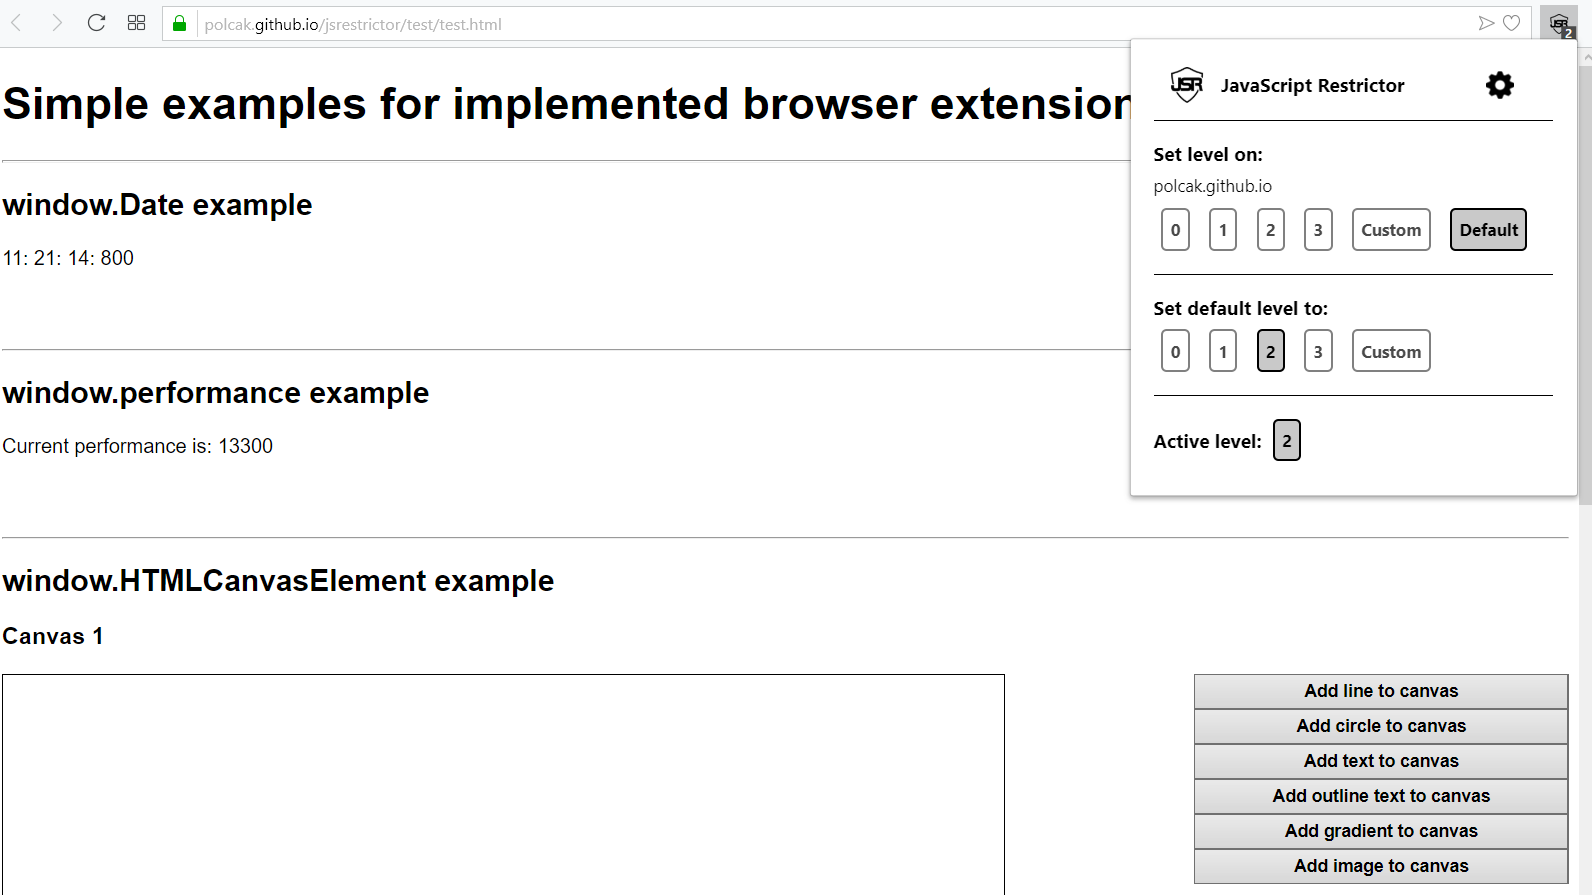 polcak.github.io/jsrestrictor/test/test.html
JSR
2
Simple examples for implemented browser extension
window.Date example
11: 21: 14: 800
window.performance example
Current performance is: 13300
window.HTMLCanvasElement example
Canvas 1
Add line to canvas
Add circle to canvas
Add text to canvas
Add outline text to canvas
Add gradient to canvas
Add image to canvas
JSR JavaScript Restrictor
Set level on:
polcak.github.io
0 1 2 3 Custom Default
Set default level to:
0 1 2 3 Custom
Active level: 2